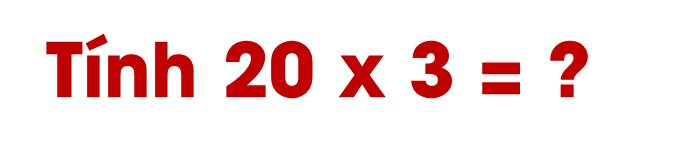 Tính 20 x 3 = ?